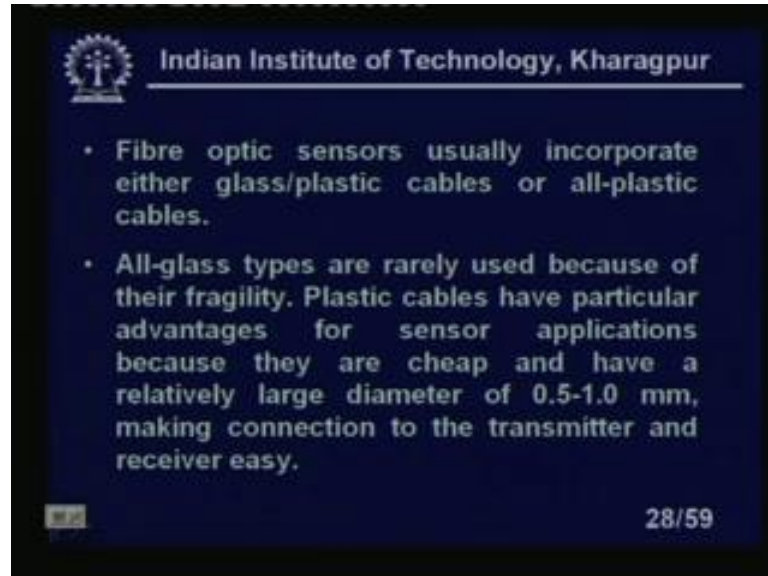 Indian Institute of Technology, Kharagpur
• Fibre optic sensors usually incorporate
either glass/plastic cables or all-plastic
cables.
• All-glass types are rarely used because of
their fragility. Plastic cables have particular
advantages for sensor applications
because they are cheap and have a
relatively large diameter of 0.5-1.0 mm,
making connection to the transmitter and
receiver easy.
28/59